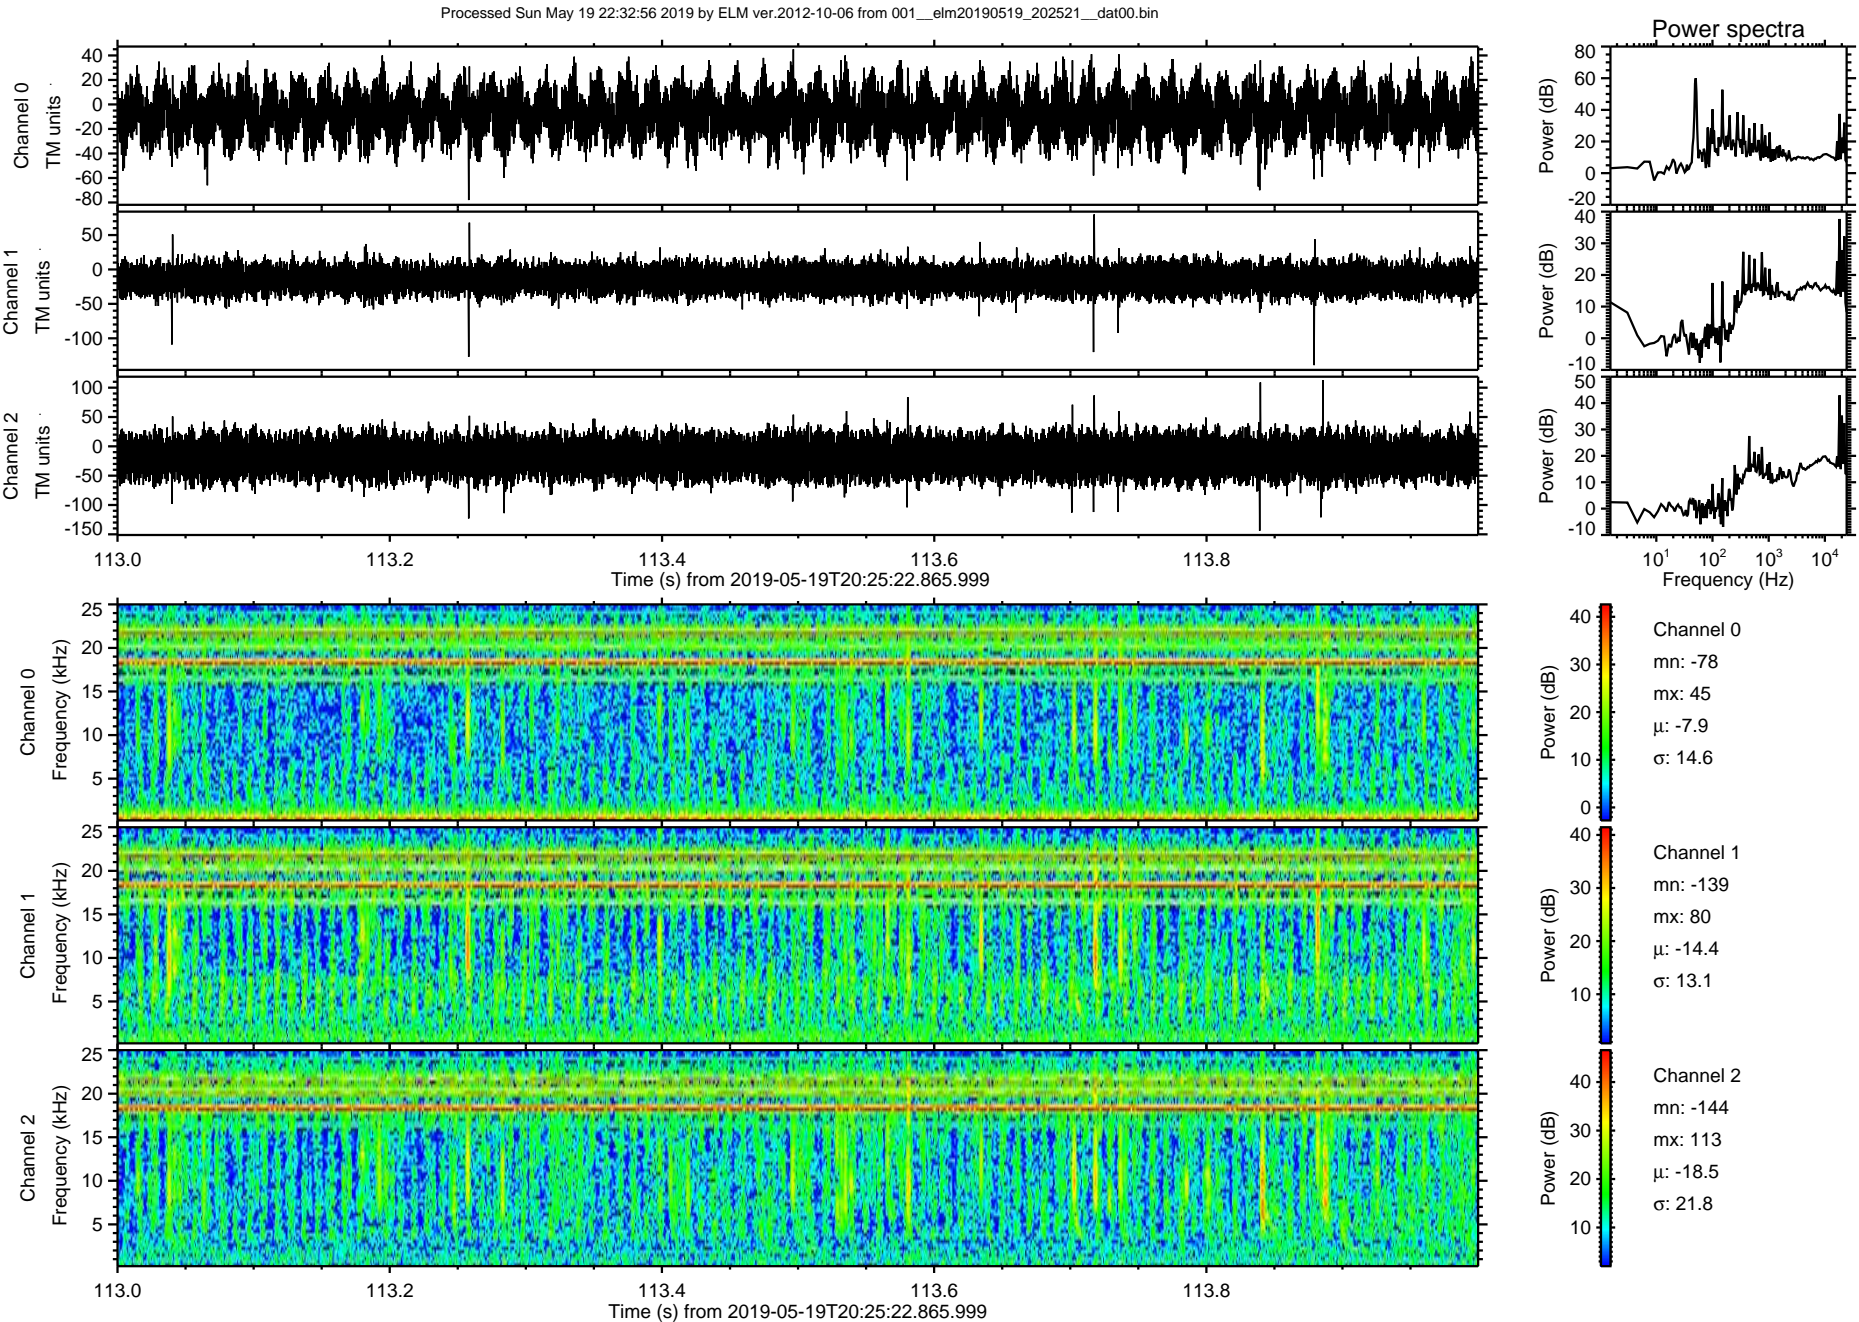 Processed Sun May 19 22:32:56 2019 by ELM ver.2012-10-06 from 001__elm20190519_202521__dat00.bin
Power spectra
Channel 0
TM units
40
20
0
-20
-40
-60
-80
Power (dB)
80
60
40
20
0
-20
Channel 1
TM units
50
0
-50
-100
Power (dB)
40
30
20
10
0
-10
Channel 2
TM units
100
50
0
-50
-100
-150
Power (dB)
50
40
30
20
10
0
-10
113.0 113.2 113.4 113.6 113.8
Time (s) from 2019-05-19T20:25:22.865.999
10^1 10^2 10^3 10^4
Frequency (Hz)
Channel 0
Frequency (kHz)
25
20
15
10
5
Power (dB)
40
30
20
10
0
Channel 0
mn: -78
mx: 45
μ: -7.9
σ: 14.6
Channel 1
Frequency (kHz)
25
20
15
10
5
Power (dB)
40
30
20
10
Channel 1
mn: -139
mx: 80
μ: -14.4
σ: 13.1
Channel 2
Frequency (kHz)
25
20
15
10
5
Power (dB)
40
30
20
10
Channel 2
mn: -144
mx: 113
μ: -18.5
σ: 21.8
113.0 113.2 113.4 113.6 113.8
Time (s) from 2019-05-19T20:25:22.865.999